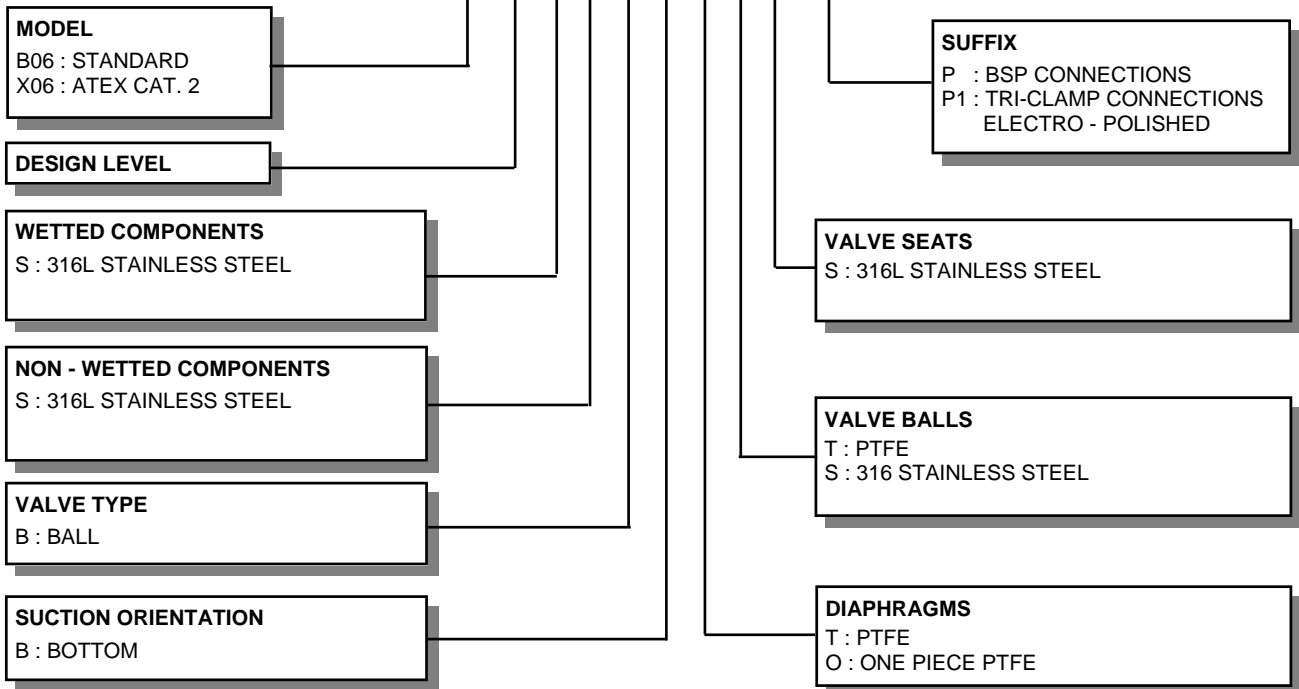 MODEL
B06 : STANDARD
X06 : ATEX CAT. 2
DESIGN LEVEL
WETTED COMPONENTS
S : 316L STAINLESS STEEL
NON - WETTED COMPONENTS
S : 316L STAINLESS STEEL
VALVE TYPE
B : BALL
SUCTION ORIENTATION
B : BOTTOM
SUFFIX
P : BSP CONNECTIONS
P1 : TRI-CLAMP CONNECTIONS
ELECTRO - POLISHED
VALVE SEATS
S : 316L STAINLESS STEEL
VALVE BALLS
T : PTFE
S : 316 STAINLESS STEEL
DIAPHRAGMS
T : PTFE
O : ONE PIECE PTFE